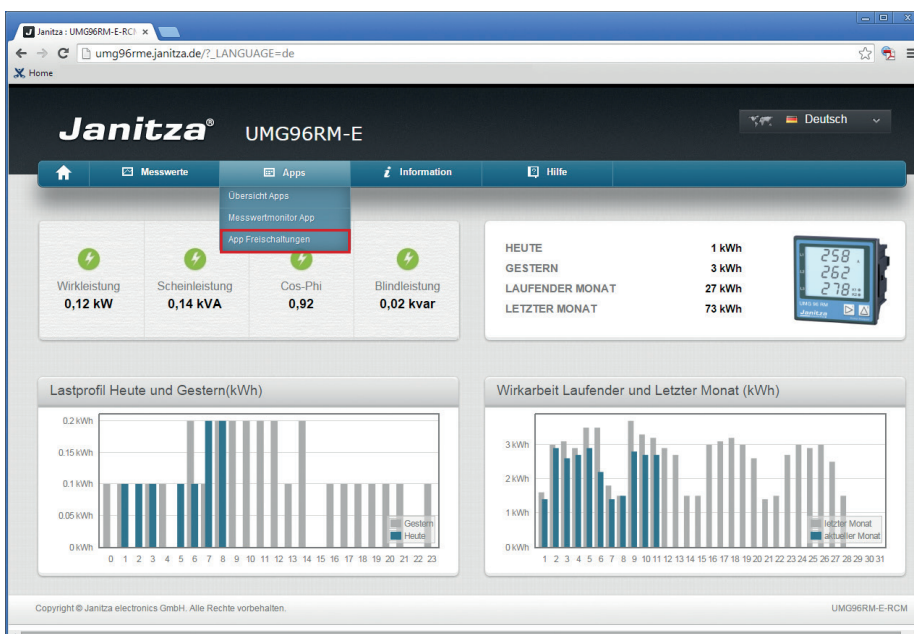 Janitza : UMG96RM-E-RC
umg96rme.janitza.de/?_LANGUAGE=de
Home
Janitza® UMG96RM-E
Deutsch
Messwerte Apps Information Hilfe
Übersicht Apps
Messwertmonitor App
App Freischaltungen
Wirkleistung Scheinleistung Cos-Phi Blindleistung
0,12 kW 0,14 kVA 0,92 0,02 kvar
HEUTE 1 kWh
GESTERN 3 kWh
LAUFENDER MONAT 27 kWh
LETZTER MONAT 73 kWh
258
262
278
UMG 96 RM
Janitza
Lastprofil Heute und Gestern(kWh)
0.2 kWh
0.15 kWh
0.1 kWh
0.05 kWh
0 kWh
Gestern
Heute
0 1 2 3 4 5 6 7 8 9 10 11 12 13 14 15 16 17 18 19 20 21 22 23
Wirkarbeit Laufender und Letzter Monat (kWh)
3 kWh
2 kWh
1 kWh
0 kWh
letzter Monat
aktueller Monat
1 2 3 4 5 6 7 8 9 10 11 12 13 14 15 16 17 18 19 20 21 22 23 24 25 26 27 28 29 30 31
Copyright © Janitza electronics GmbH. Alle Rechte vorbehalten. UMG96RM-E-RCM